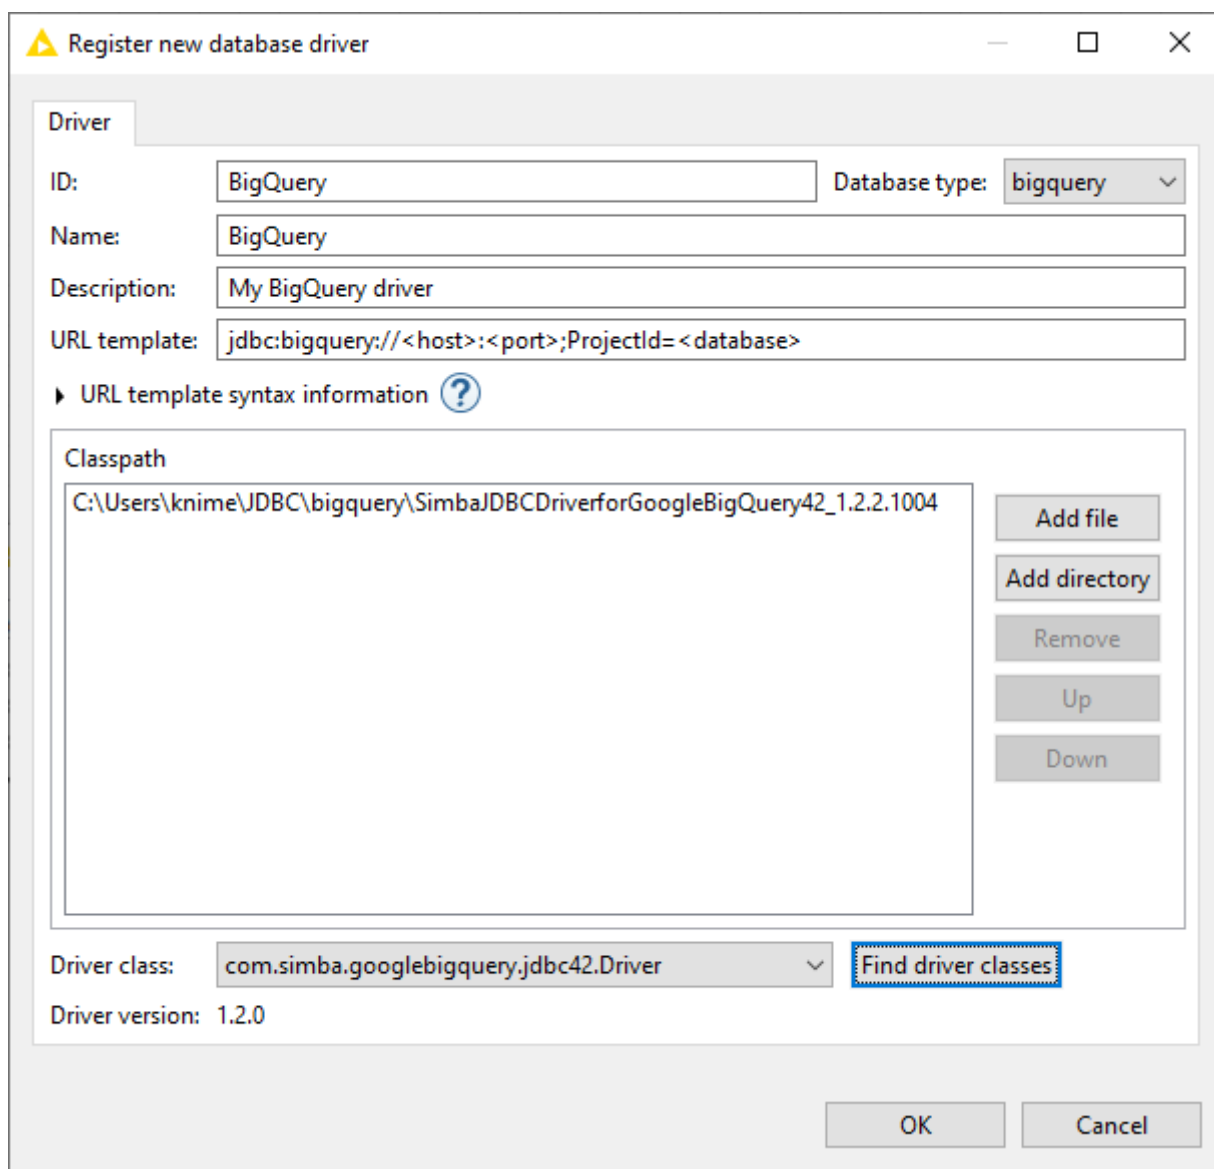 Register new database driver
Driver
ID: BigQuery Database type: bigquery
Name: BigQuery
Description: My BigQuery driver
URL template: jdbc:bigquery://<host>:<port>;ProjectId=<database>
URL template syntax information ?
Classpath
C:\Users\knime\JDBC\bigquery\SimbaJDBCDriverforGoogleBigQuery42_1.2.2.1004
Add file
Add directory
Remove
Up
Down
Driver class: com.simba.googlebigquery.jdbc42.Driver Find driver classes
Driver version: 1.2.0
OK Cancel